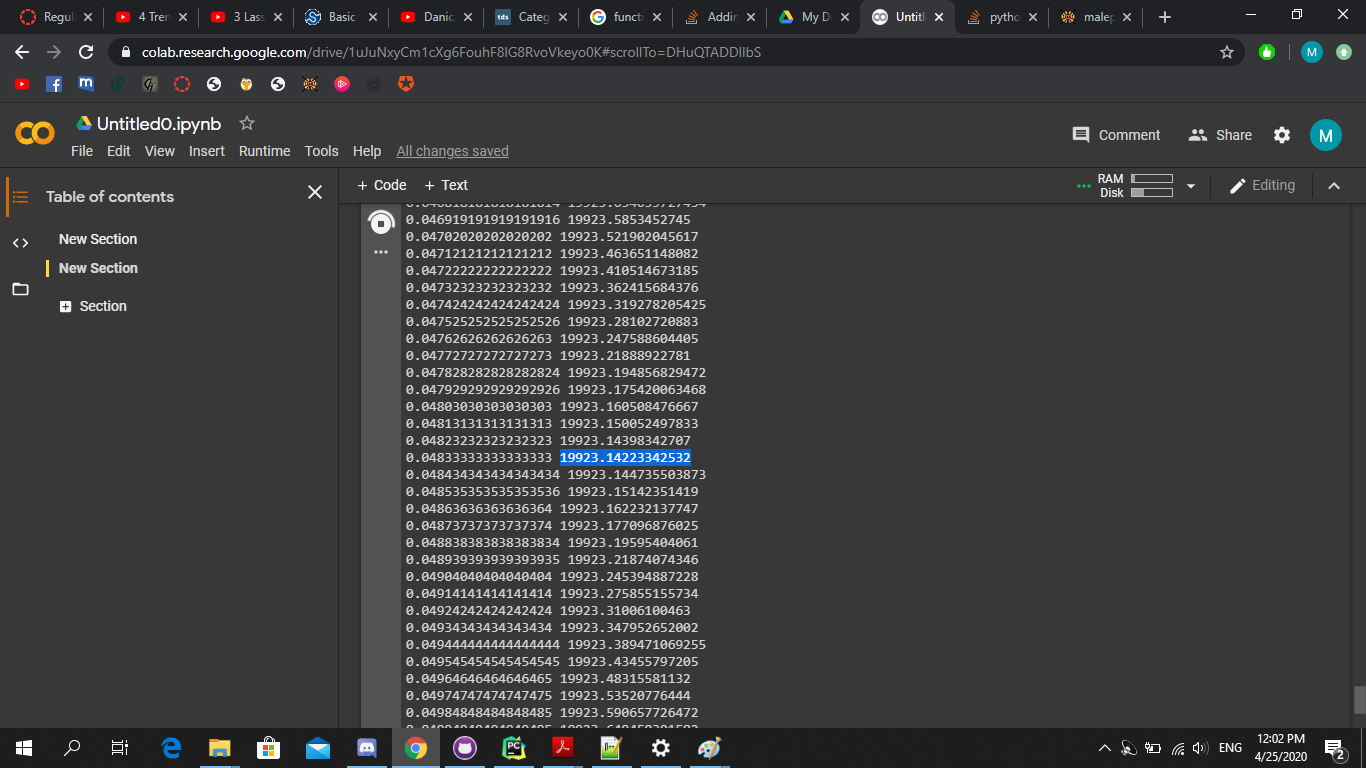 Regul
4 Tren
3 Lass
Basic
Danic
tds Categ
functi
Addin
My D
Untitl
pytho
malep
colab.research.google.com/drive/1uJuNxyCm1cXg6FouhF8lG8RvoVkeyo0K#scrollTo=DHuQTADDlIbS
M
Untitled0.ipynb
Comment
Share
M
File Edit View Insert Runtime Tools Help All changes saved
Table of contents
+ Code + Text
RAM
Disk
Editing
New Section
New Section
Section
0.046919191919191916 19923.5853452745
0.04702020202020202 19923.521902045617
0.04712121212121212 19923.463651148082
0.04722222222222222 19923.410514673185
0.04732323232323232 19923.362415684376
0.047424242424242424 19923.319278205425
0.047525252525252526 19923.28102720883
0.04762626262626263 19923.247588604405
0.04772727272727273 19923.21888922781
0.047828282828282824 19923.194856829472
0.047929292929292926 19923.175420063468
0.04803030303030303 19923.160508476667
0.04813131313131313 19923.150052497833
0.04823232323232323 19923.14398342707
0.04833333333333333 19923.14223342532
0.048434343434343434 19923.144735503873
0.048535353535353536 19923.15142351419
0.04863636363636364 19923.162232137747
0.04873737373737374 19923.177096876025
0.048838383838383834 19923.19595404061
0.048939393939393935 19923.21874074346
0.04904040404040404 19923.245394887228
0.04914141414141414 19923.275855155734
0.04924242424242424 19923.31006100463
0.04934343434343434 19923.347952652002
0.049444444444444444 19923.389471069255
0.049545454545454545 19923.43455797205
0.04964646464646465 19923.48315581132
0.04974747474747475 19923.53520776444
0.04984848484848485 19923.590657726472
PC
ENG
12:02 PM
4/25/2020
2